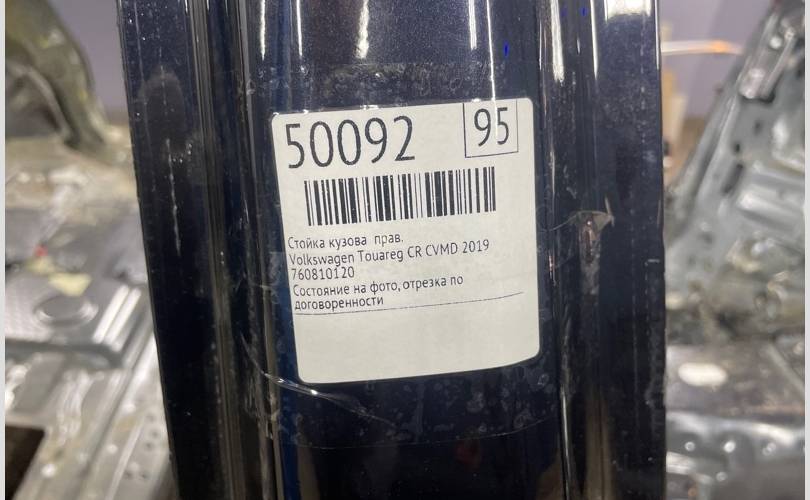 50092 95
Стойка кузова прав.
Volkswagen Touareg CR CVMD 2019
760810120
Состояние на фото, отрезка по
договоренности